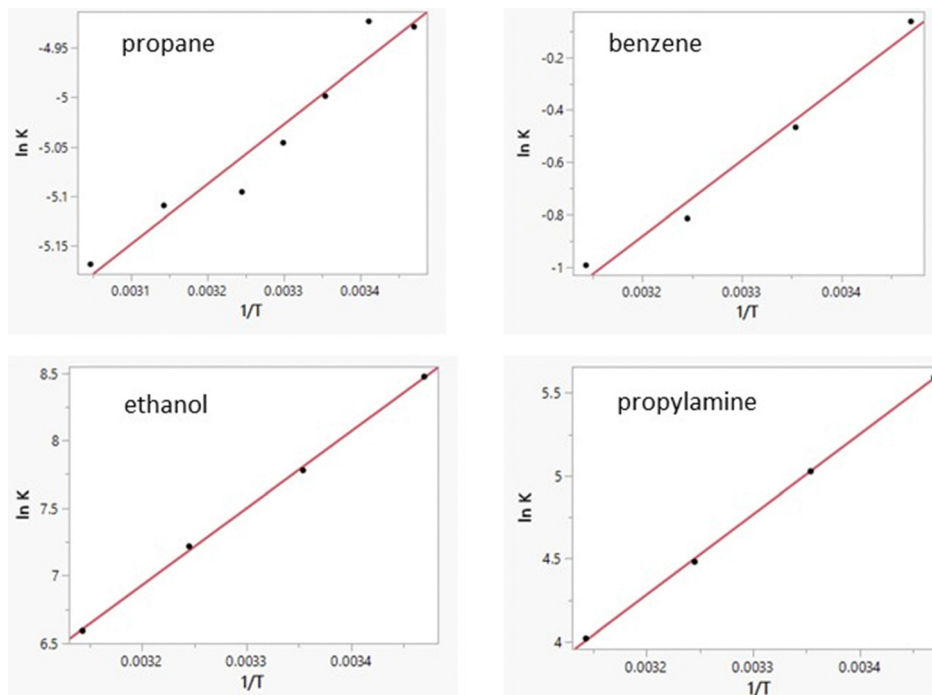 propane
ln K
-4.95
-5
-5.05
-5.1
-5.15
0.0031 0.0032 0.0033 0.0034
1/T
benzene
ln K
-0.2
-0.4
-0.6
-0.8
-1
0.0032 0.0033 0.0034
1/T
ethanol
ln K
8.5
8
7.5
7
6.5
0.0032 0.0033 0.0034
1/T
propylamine
ln K
5.5
5
4.5
4
0.0032 0.0033 0.0034
1/T